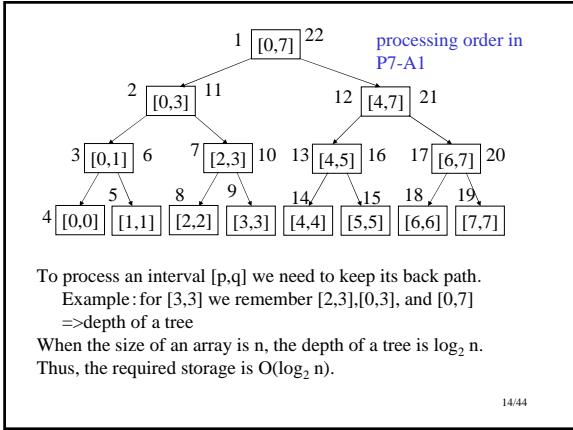 1 [0,7] 22 processing order in
P7-A1
2 [0,3] 11 12 [4,7] 21
3 [0,1] 6 7 [2,3] 10 13 [4,5] 16 17 [6,7] 20
5 8 9 14 15 18 19
4 [0,0] [1,1] [2,2] [3,3] [4,4] [5,5] [6,6] [7,7]
To process an interval [p,q] we need to keep its back path.
Example: for [3,3] we remember [2,3],[0,3], and [0,7]
=>depth of a tree
When the size of an array is n, the depth of a tree is log₂ n.
Thus, the required storage is O(log₂ n).
14/44